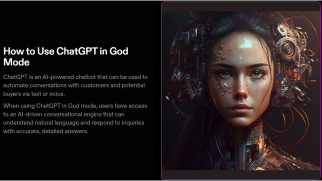 How to Use ChatGPT in God
Mode
ChatGPT is an AI-powered chatbot that can be used to
automate conversations with customers and potential
buyers via text or voice.
When using ChatGPT in God mode, users have access
to an AI-driven conversational engine that can
understand natural language and respond to inquiries
with accurate, detailed answers.